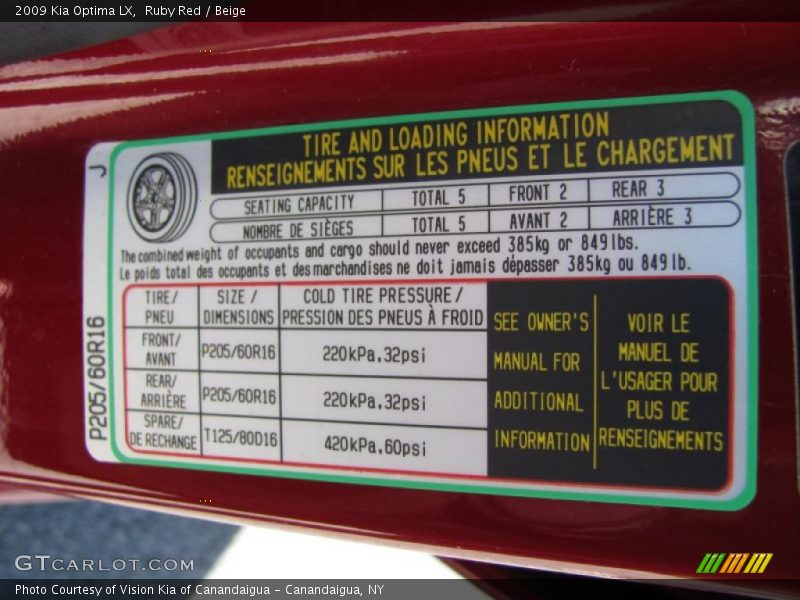 2009 Kia Optima LX, Ruby Red / Beige
TIRE AND LOADING INFORMATION
RENSEIGNEMENTS SUR LES PNEUS ET LE CHARGEMENT
SEATING CAPACITY TOTAL 5 FRONT 2 REAR 3
NOMBRE DE SIÈGES TOTAL 5 AVANT 2 ARRIÈRE 3
The combined weight of occupants and cargo should never exceed 385kg or 849lbs.
Le poids total des occupants et des marchandises ne doit jamais dépasser 385kg ou 849lb.
J
P205/60R16
TIRE/ SIZE / COLD TIRE PRESSURE/
PNEU DIMENSIONS PRESSION DES PNEUS À FROID
FRONT/
AVANT P205/60R16 220kPa,32psi
REAR/
ARRIÈRE P205/60R16 220kPa,32psi
SPARE/
DE RECHANGE T125/80D16 420kPa,60psi
SEE OWNER'S
MANUAL FOR
ADDITIONAL
INFORMATION
VOIR LE
MANUEL DE
L'USAGER POUR
PLUS DE
RENSEIGNEMENTS
GTCARLOT.COM
Photo Courtesy of Vision Kia of Canandaigua - Canandaigua, NY